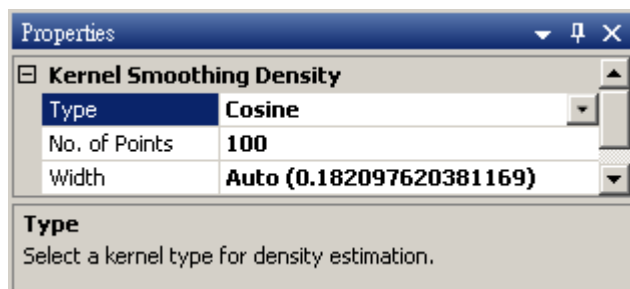 Properties
Kernel Smoothing Density
Type Cosine
No. of Points 100
Width Auto (0.182097620381169)
Type
Select a kernel type for density estimation.